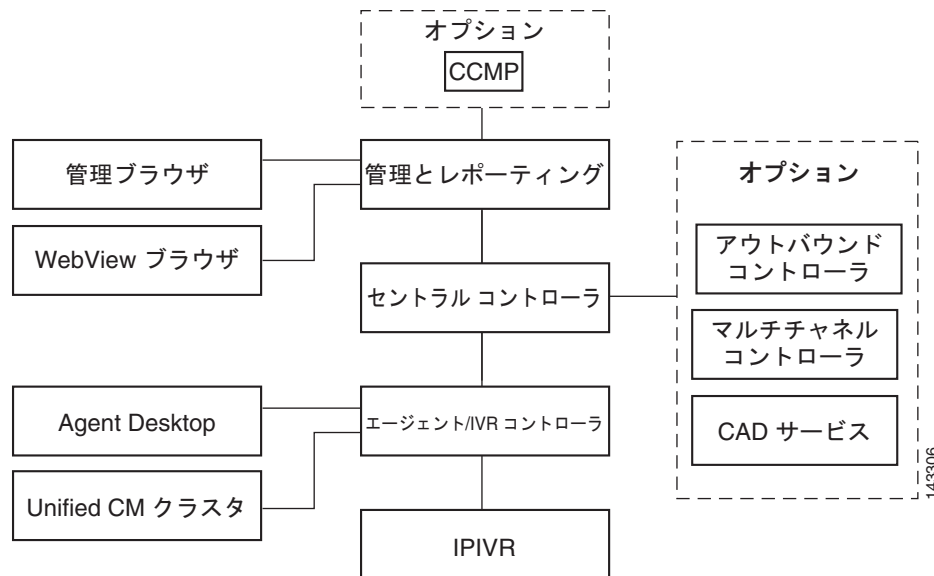 オプション
CCMP
管理ブラウザ
管理とレポーティング
WebView ブラウザ
セントラル コントローラ
オプション
アウトバウンド
コントローラ
マルチチャネル
コントローラ
CAD サービス
Agent Desktop
エージェント/IVR コントローラ
Unified CM クラスタ
IPIVR
143306